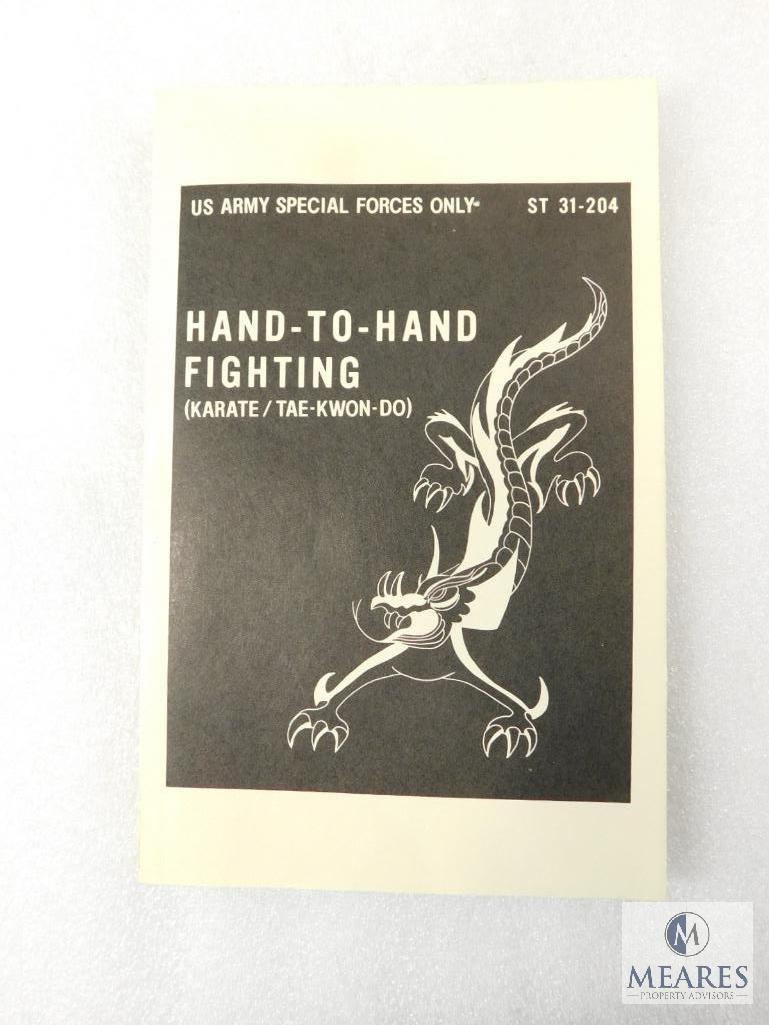 US ARMY SPECIAL FORCES ONLY
ST 31-204
HAND-TO-HAND
FIGHTING
(KARATE / TAE-KWON-DO)
M
MEARES
PROPERTY ADVISORS